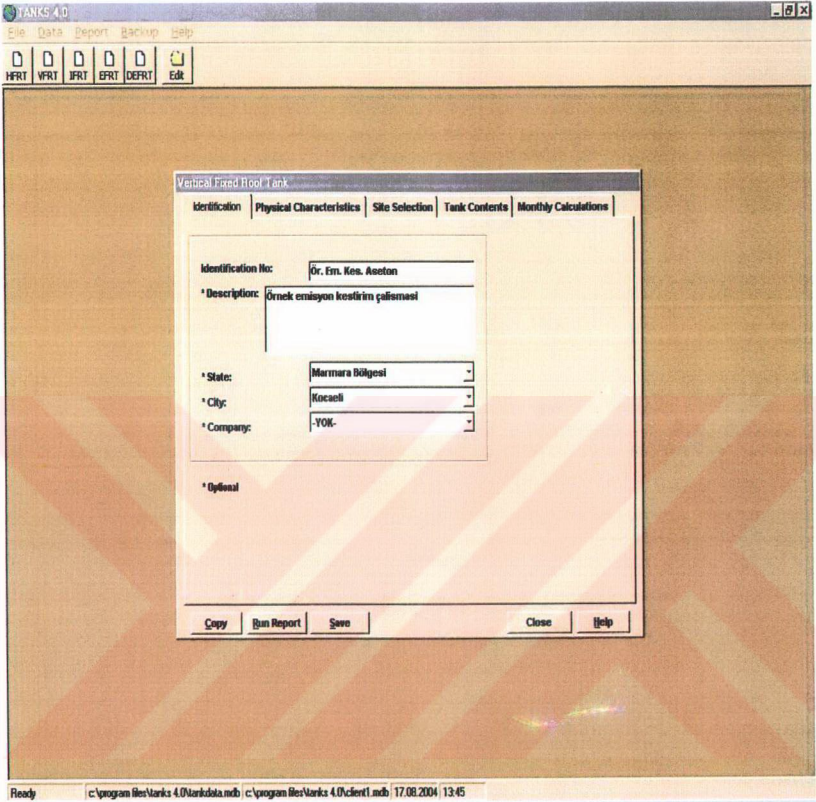 TANKS 4.0
File Data Report Backup Help
HFRT VFRT IFRT EFRT DEFRT Edit
Vertical Fixed Roof Tank
Identification Physical Characteristics Site Selection Tank Contents Monthly Calculations
Identification No: Ör. Em. Kes. Aseton
* Description: Örnek emisyon kestirim çalismasi
* State: Marmara Bölgesi
* City: Kocaeli
* Company: -YOK-
* Optional
Copy Run Report Save Close Help
Ready c:\program files\tanks 4.0\tankdata.mdb c:\program files\tanks 4.0\client1.mdb 17.08.2004 13:45